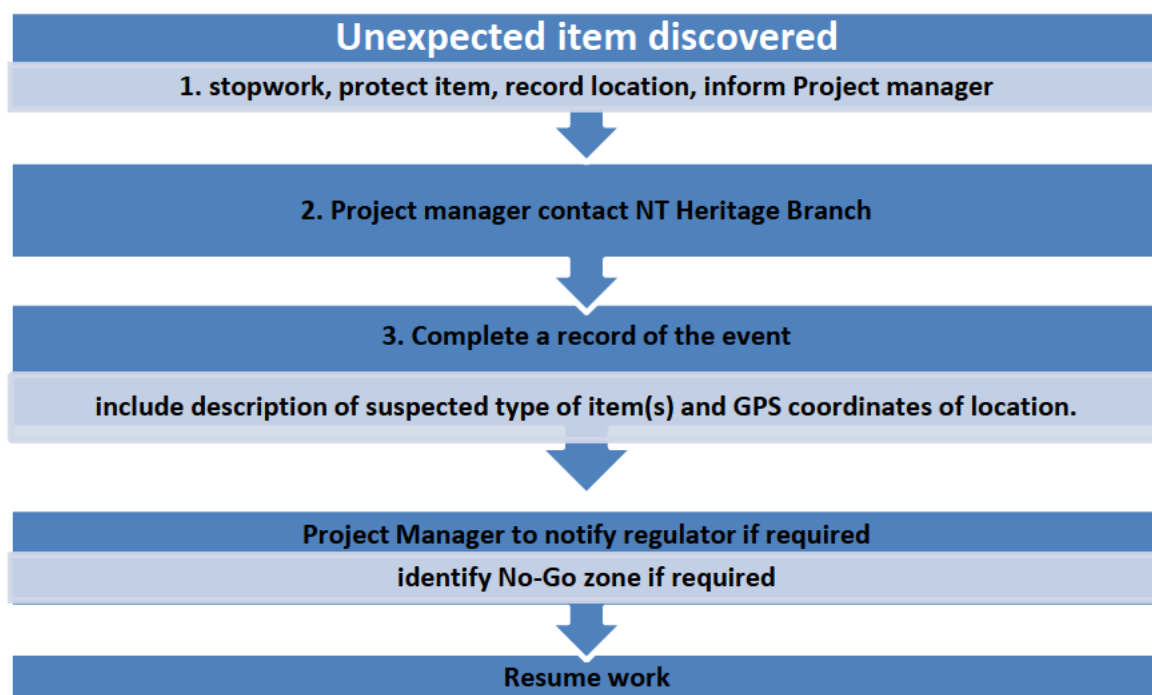 Unexpected item discovered
1. stopwork, protect item, record location, inform Project manager
2. Project manager contact NT Heritage Branch
3. Complete a record of the event
include description of suspected type of item(s) and GPS coordinates of location.
Project Manager to notify regulator if required
identify No-Go zone if required
Resume work